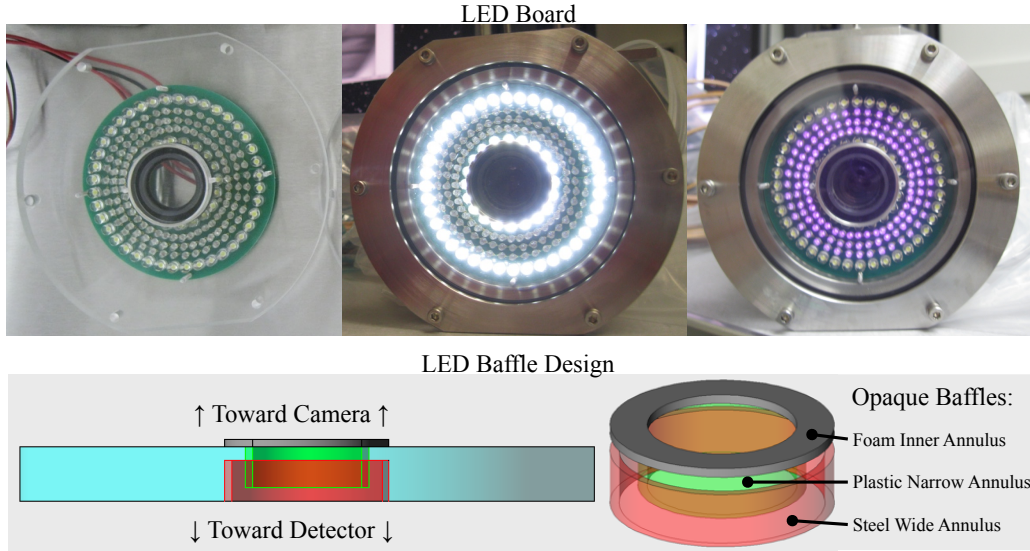 LED Board
LED Baffle Design
↑ Toward Camera ↑
↓ Toward Detector ↓
Opaque Baffles:
Foam Inner Annulus
Plastic Narrow Annulus
Steel Wide Annulus